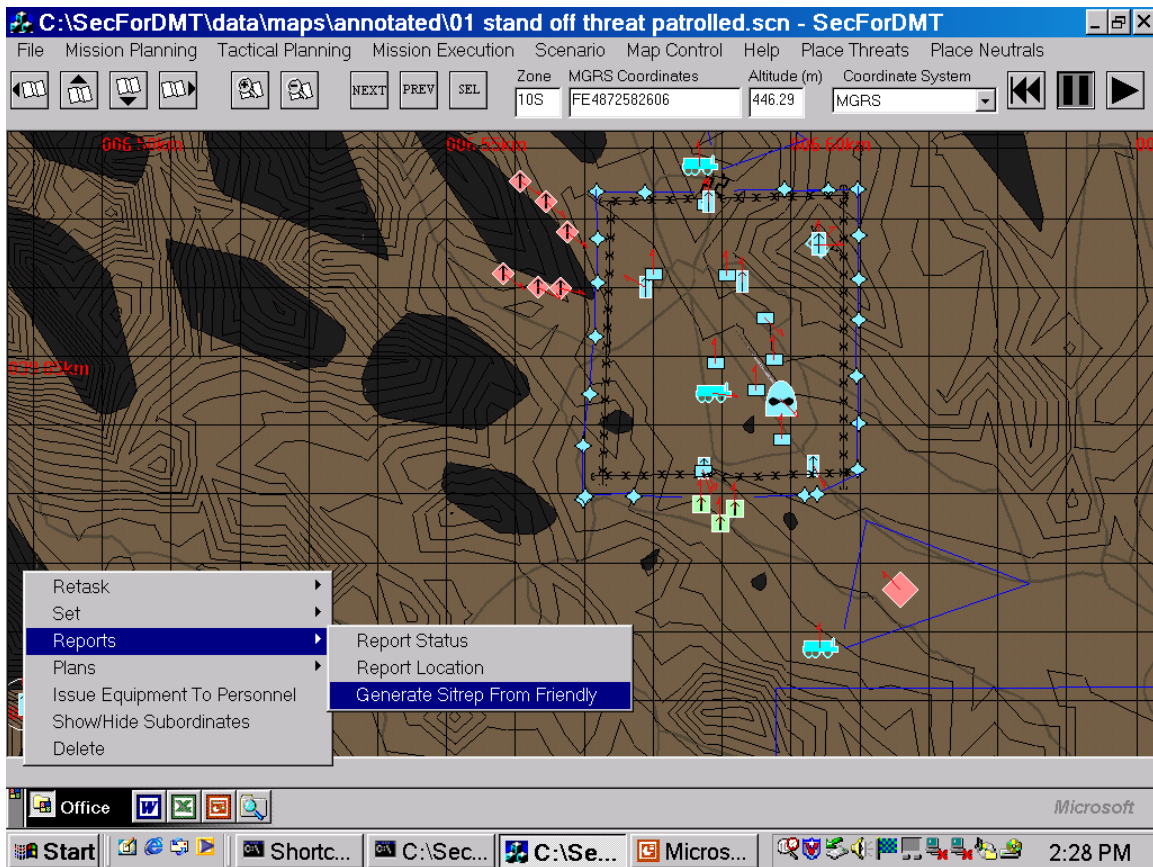 C:\SecForDMT\data\maps\annotated\01 stand off threat patrolled.scn - SecForDMT
File Mission Planning Tactical Planning Mission Execution Scenario Map Control Help Place Threats Place Neutrals
Zone MGRS Coordinates Altitude (m) Coordinate System
NEXT PREV SEL 10S FE4872582606 446.29 MGRS
006.50km 006.55km 006.60km 00
Retask
Set
Reports
Plans
Issue Equipment To Personnel
Show/Hide Subordinates
Delete
Report Status
Report Location
Generate Sitrep From Friendly
Office W X Microsoft
Start Shortc... C:\Sec... C:\Se... Micros... 2:28 PM